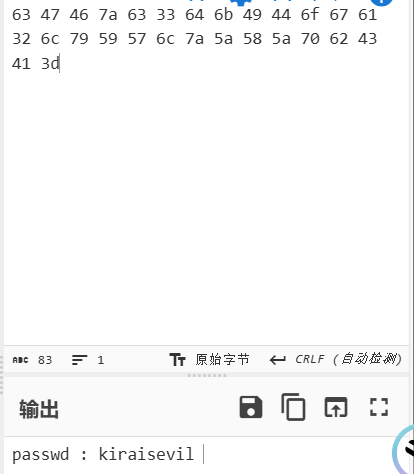 63 47 46 7a 63 33 64 6b 49 44 6f 67 61
32 6c 79 59 57 6c 7a 5a 58 5a 70 62 43
41 3d
ABC 83 1 Tт 原始字节 CRLF (自动检测)
输出
passwd : kiraisevil